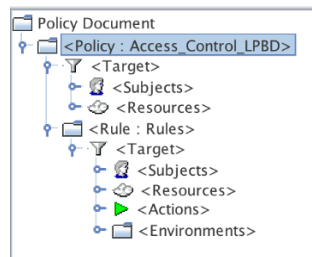 Policy Document
<Policy : Access_Control_LPBD>
<Target>
<Subjects>
<Resources>
<Rule : Rules>
<Target>
<Subjects>
<Resources>
<Actions>
<Environments>